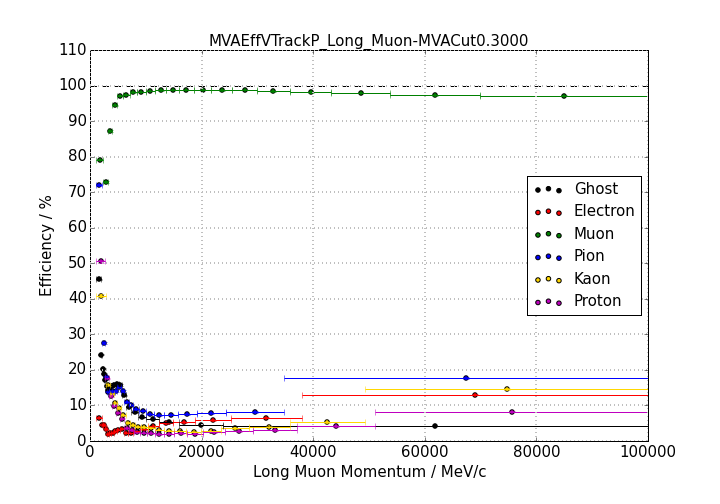 MVAEffVTrackP_Long_Muon-MVACut0.3000
110
100
90
80
70
60
50
40
30
20
10
0
Efficiency / %
Ghost
Electron
Muon
Pion
Kaon
Proton
0 20000 40000 60000 80000 100000
Long Muon Momentum / MeV/c